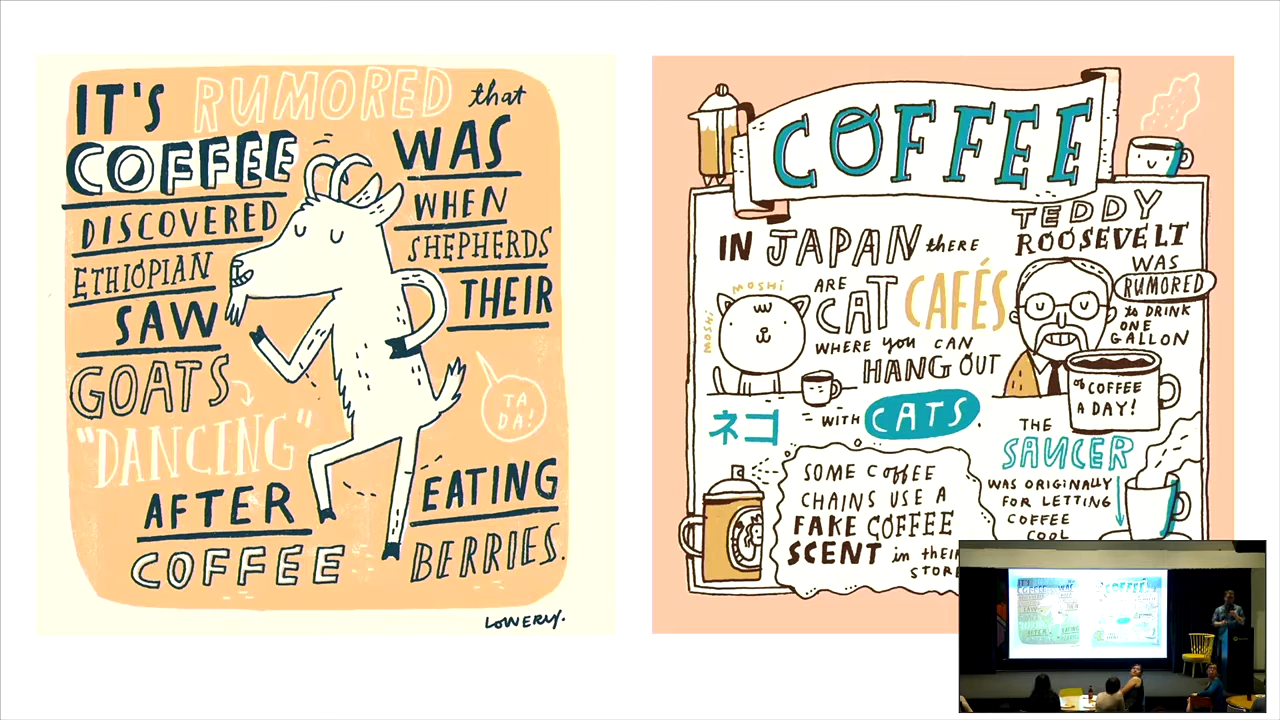 IT'S RUMORED that
COFFEE WAS
DISCOVERED WHEN
ETHIOPIAN SHEPHERDS
SAW THEIR
GOATS
"DANCING"
TA
DA!
AFTER EATING
COFFEE BERRIES.
LOWERY.
COFFEE
IN JAPAN there
ARE
CAT CAFÉS
WHERE YOU CAN
HANG OUT
WITH CATS.
MOSHI
MOSHI
ネコ
TEDDY
ROOSEVELT
WAS
RUMORED
to DRINK
ONE
GALLON
of COFFEE
A DAY!
THE
SAUCER
WAS ORIGINALLY
FOR LETTING
COFFEE
COOL
SOME COFFEE
CHAINS USE A
FAKE COFFEE
SCENT in their
STORE